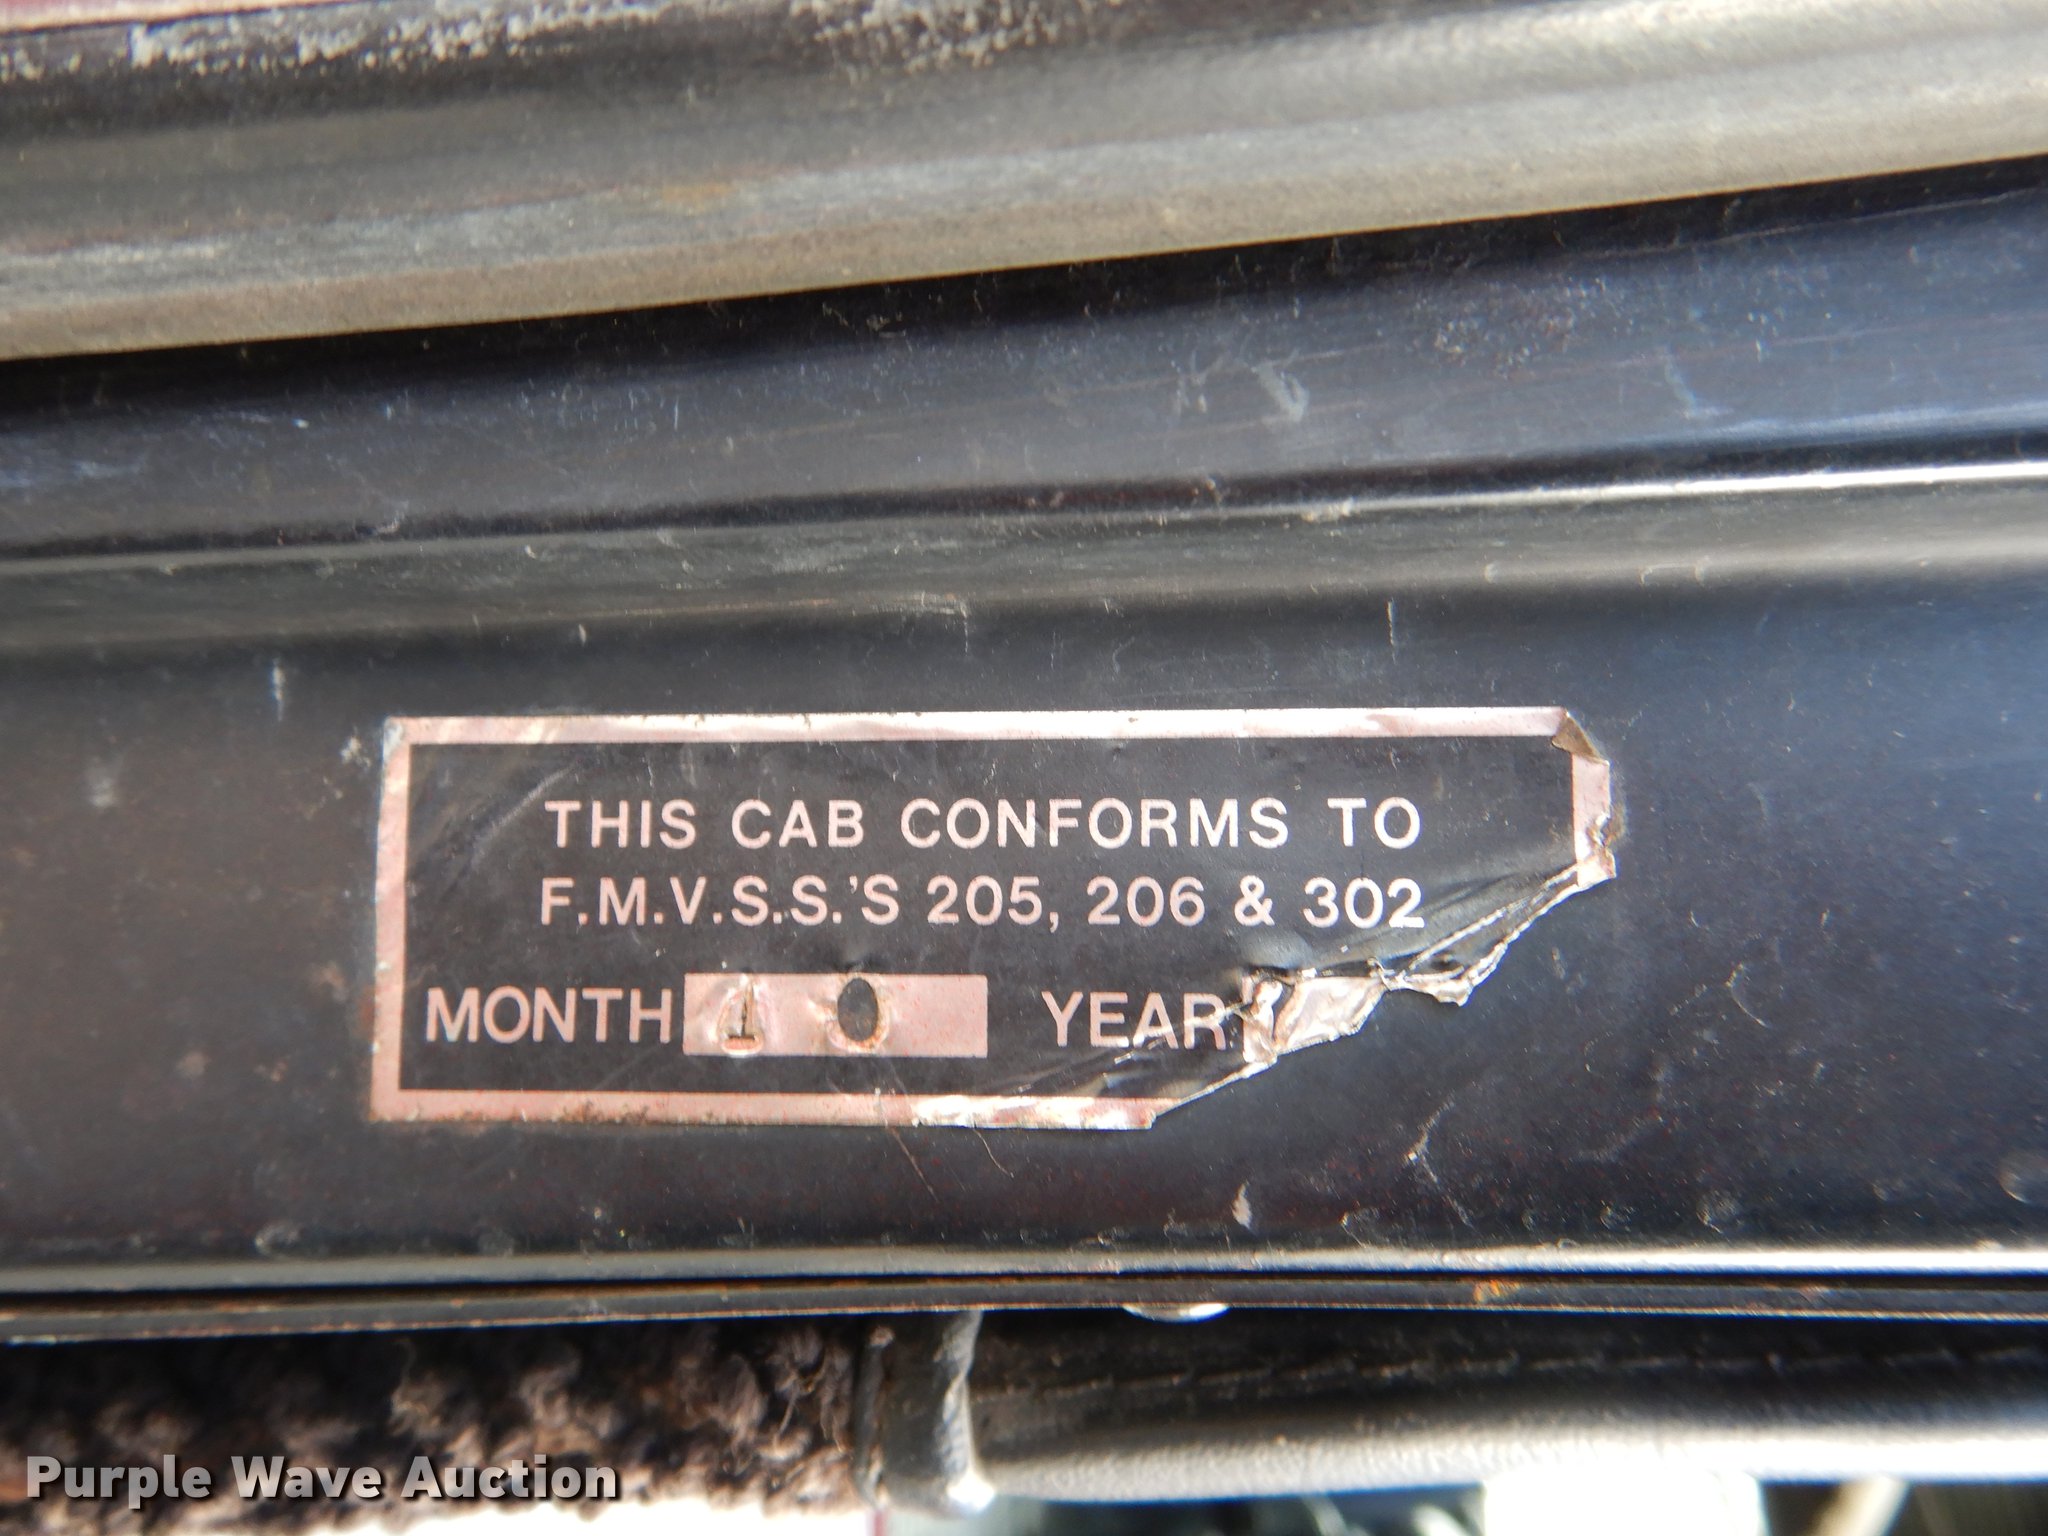 THIS CAB CONFORMS TO
F.M.V.S.S.'S 205, 206 & 302
MONTH 10 YEAR
Purple Wave Auction